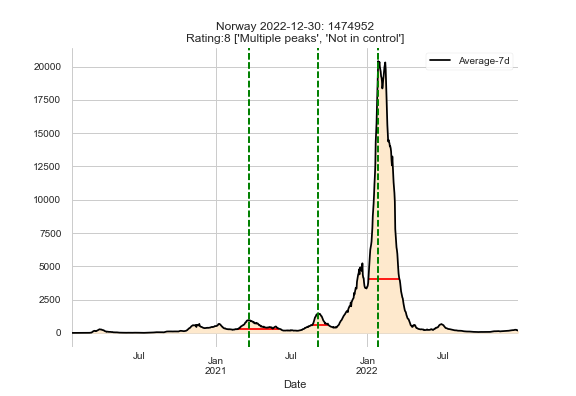 Norway 2022-12-30: 1474952
Rating:8 ['Multiple peaks', 'Not in control']
Average-7d
20000
17500
15000
12500
10000
7500
5000
2500
0
Jul
Jan
2021
Jul
Jan
2022
Jul
Date